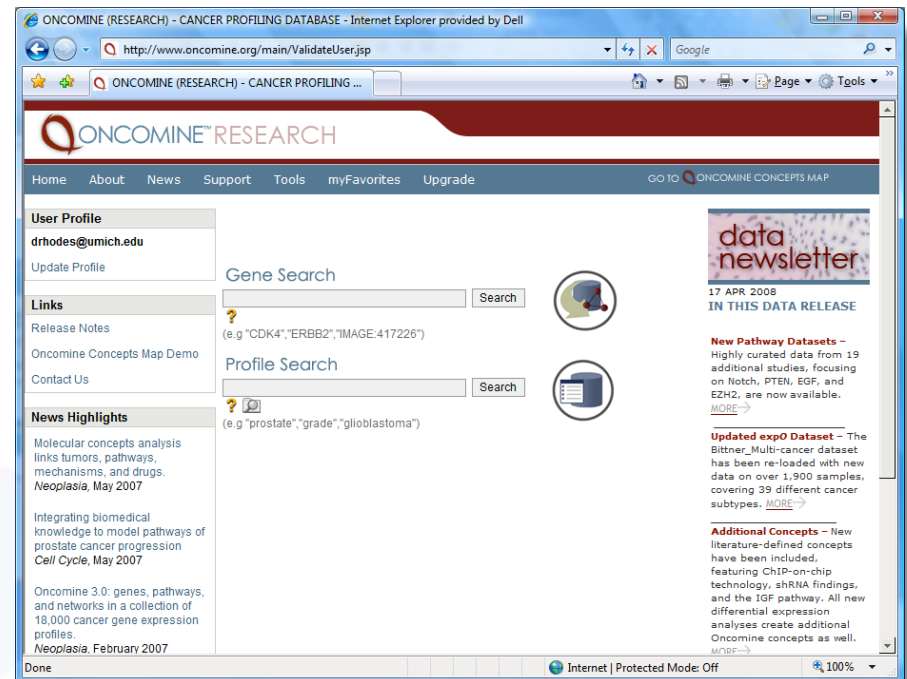 ONCOMINE (RESEARCH) - CANCER PROFILING DATABASE - Internet Explorer provided by Dell
http://www.oncomine.org/main/ValidateUser.jsp
Google
ONCOMINE (RESEARCH) - CANCER PROFILING ...
Page
Tools
ONCOMINE™ RESEARCH
Home About News Support Tools myFavorites Upgrade
GO TO ONCOMINE CONCEPTS MAP
User Profile
drhodes@umich.edu
Update Profile
Links
Release Notes
Oncomine Concepts Map Demo
Contact Us
News Highlights
Molecular concepts analysis
links tumors, pathways,
mechanisms, and drugs.
Neoplasia, May 2007
Integrating biomedical
knowledge to model pathways of
prostate cancer progression
Cell Cycle, May 2007
Oncomine 3.0: genes, pathways,
and networks in a collection of
18,000 cancer gene expression
profiles.
Neoplasia, February 2007
Gene Search
Search
?
(e.g "CDK4","ERBB2","IMAGE:417226")
Profile Search
Search
?
(e.g "prostate","grade","glioblastoma")
data
newsletter
17 APR 2008
IN THIS DATA RELEASE
New Pathway Datasets –
Highly curated data from 19
additional studies, focusing
on Notch, PTEN, EGF, and
EZH2, are now available.
MORE
Updated expO Dataset – The
Bittner_Multi-cancer dataset
has been re-loaded with new
data on over 1,900 samples,
covering 39 different cancer
subtypes. MORE
Additional Concepts – New
literature-defined concepts
have been included,
featuring ChIP-on-chip
technology, shRNA findings,
and the IGF pathway. All new
differential expression
analyses create additional
Oncomine concepts as well.
MORE
Done
Internet | Protected Mode: Off
100%